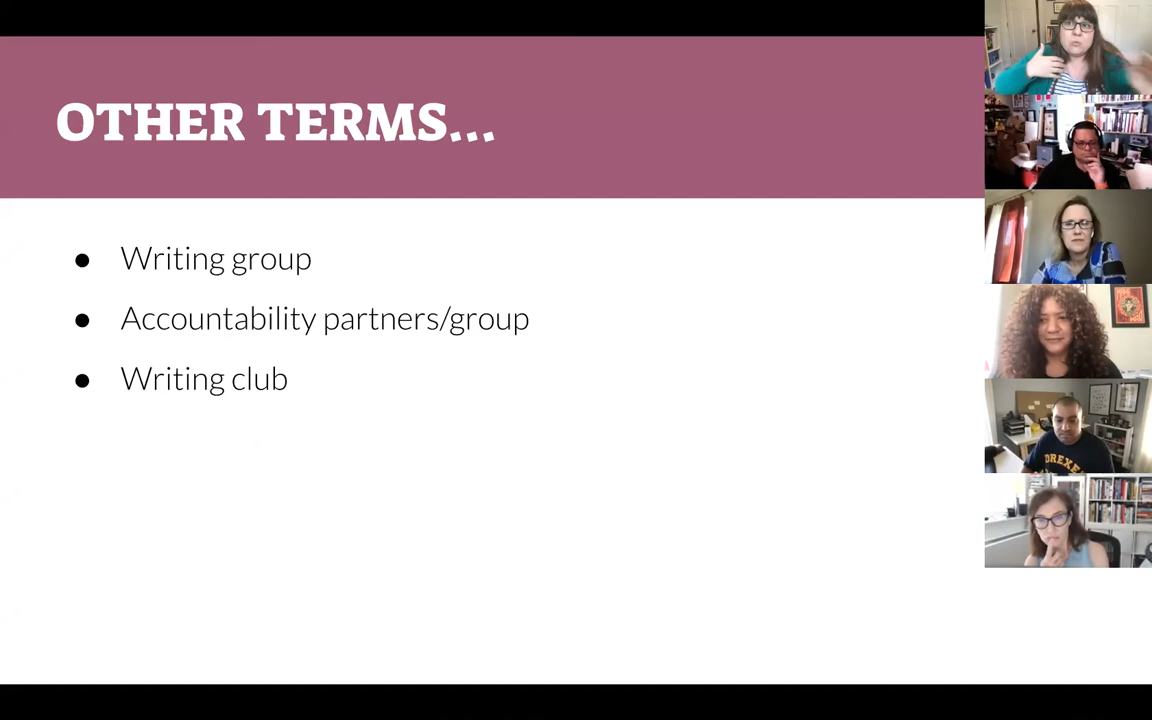 OTHER TERMS...
● Writing group
● Accountability partners/group
● Writing club